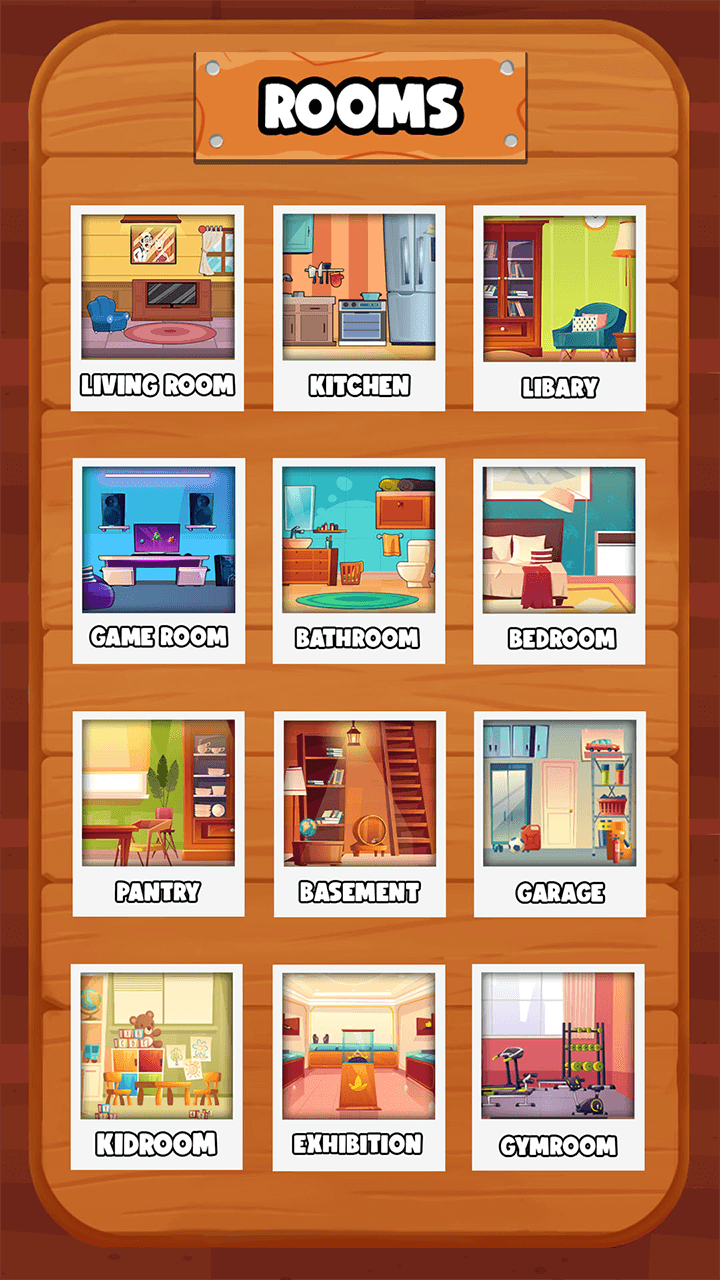 ROOMS
LIVING ROOM
KITCHEN
LIBARY
GAME ROOM
BATHROOM
BEDROOM
PANTRY
BASEMENT
GARAGE
KIDROOM
EXHIBITION
GYMROOM